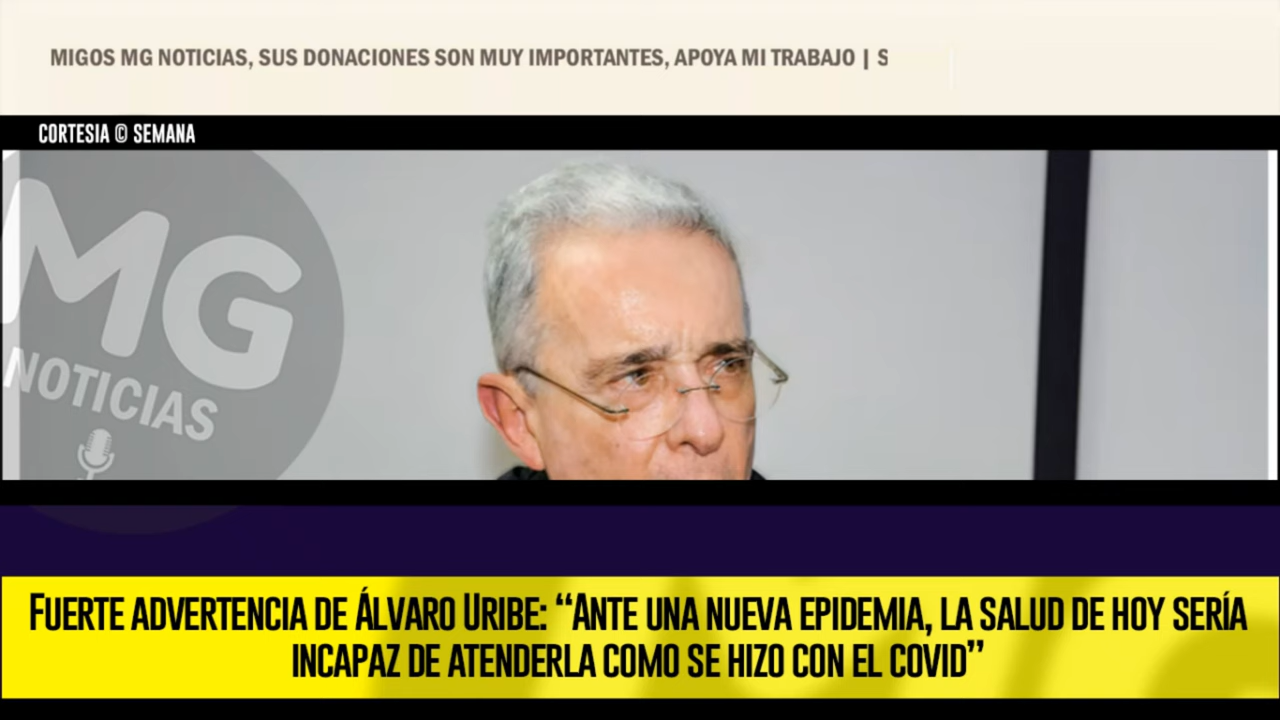 MIGOS MG NOTICIAS, SUS DONACIONES SON MUY IMPORTANTES, APOYA MI TRABAJO | S
CORTESIA © SEMANA
MG
NOTICIAS
FUERTE ADVERTENCIA DE ÁLVARO URIBE: “ANTE UNA NUEVA EPIDEMIA, LA SALUD DE HOY SERÍA
INCAPAZ DE ATENDERLA COMO SE HIZO CON EL COVID”